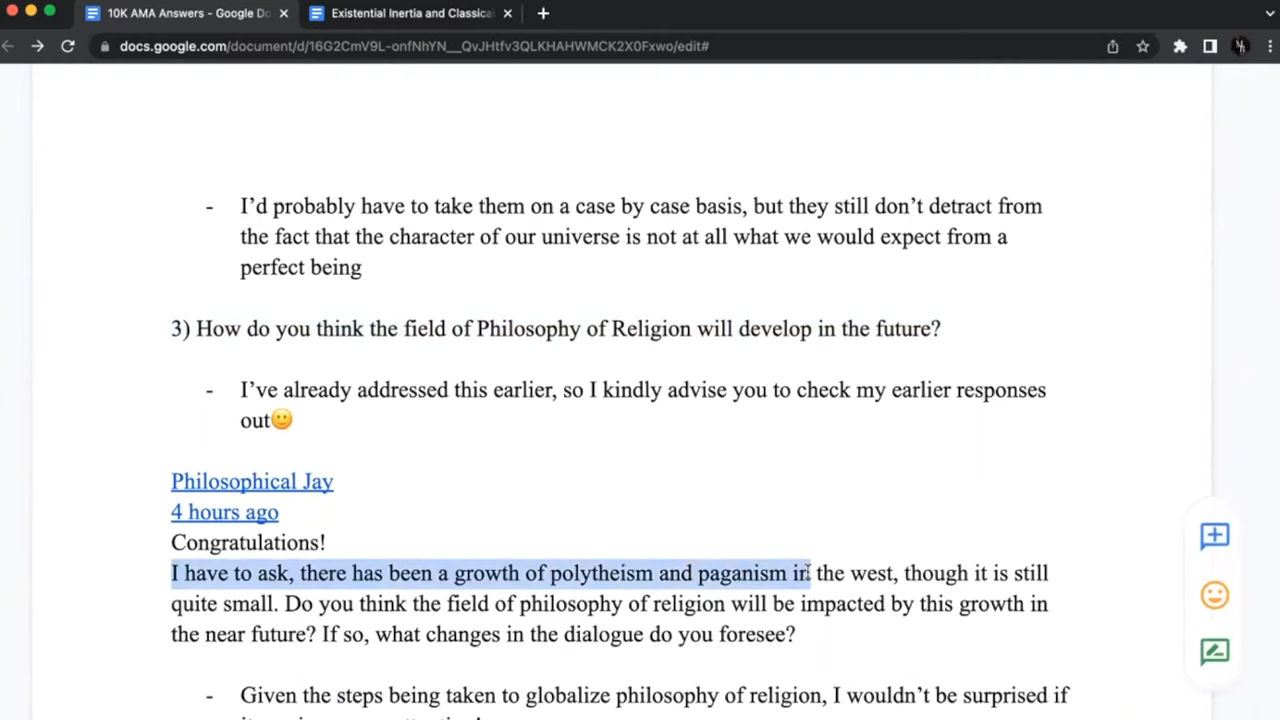 10K AMA Answers - Google Do
Existential Inertia and Classica
docs.google.com/document/d/16G2CmV9L-onfNhYN__QvJHtfv3QLKHAHWMCK2X0Fxwo/edit#
- I’d probably have to take them on a case by case basis, but they still don’t detract from
the fact that the character of our universe is not at all what we would expect from a
perfect being
3) How do you think the field of Philosophy of Religion will develop in the future?
- I’ve already addressed this earlier, so I kindly advise you to check my earlier responses
out🙂
Philosophical Jay
4 hours ago
Congratulations!
I have to ask, there has been a growth of polytheism and paganism in the west, though it is still
quite small. Do you think the field of philosophy of religion will be impacted by this growth in
the near future? If so, what changes in the dialogue do you foresee?
- Given the steps being taken to globalize philosophy of religion, I wouldn’t be surprised if